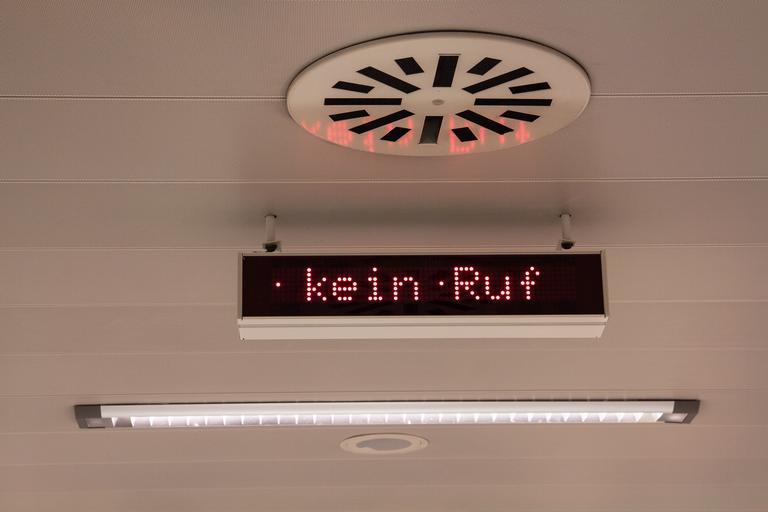 · kein ·Ruf